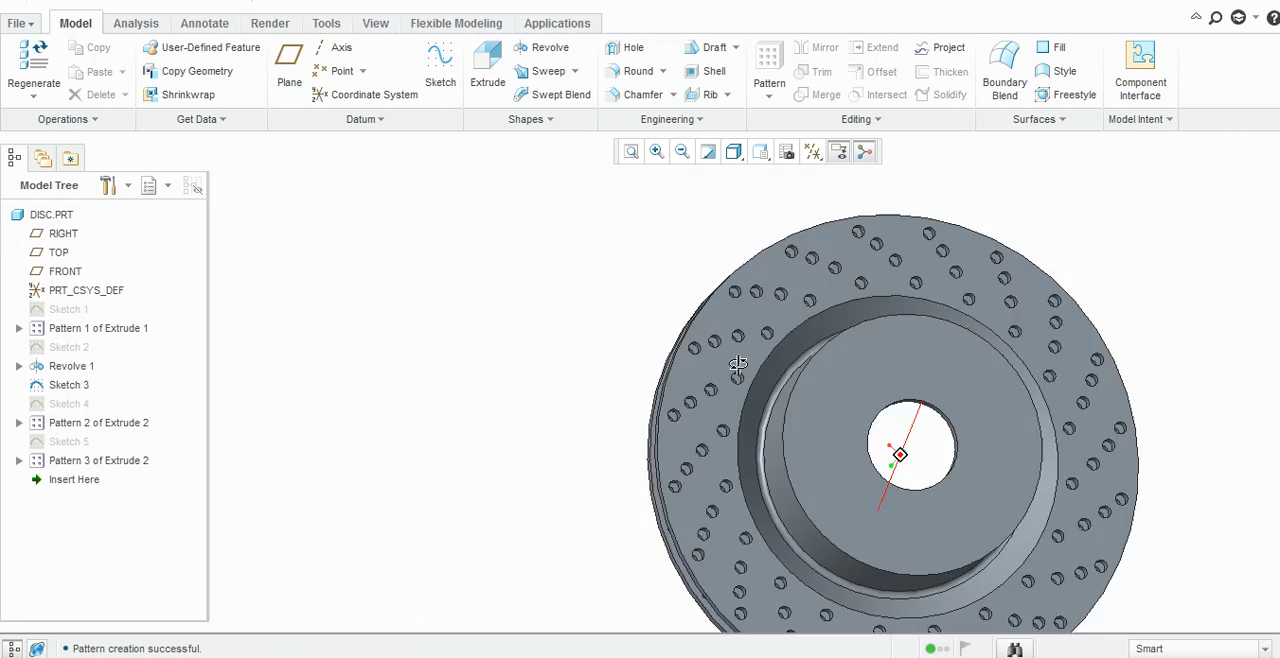 File
Model
Analysis
Annotate
Render
Tools
View
Flexible Modeling
Applications
Regenerate
Copy
Paste
Delete
Operations
User-Defined Feature
Copy Geometry
Shrinkwrap
Get Data
Plane
Axis
Point
Coordinate System
Sketch
Datum
Extrude
Revolve
Sweep
Swept Blend
Shapes
Hole
Round
Chamfer
Draft
Shell
Rib
Engineering
Pattern
Mirror
Trim
Merge
Extend
Offset
Intersect
Project
Thicken
Solidify
Editing
Boundary
Blend
Fill
Style
Freestyle
Surfaces
Component
Interface
Model Intent
Model Tree
DISC.PRT
RIGHT
TOP
FRONT
PRT_CSYS_DEF
Sketch 1
Pattern 1 of Extrude 1
Sketch 2
Revolve 1
Sketch 3
Sketch 4
Pattern 2 of Extrude 2
Sketch 5
Pattern 3 of Extrude 2
Insert Here
• Pattern creation successful.
Smart